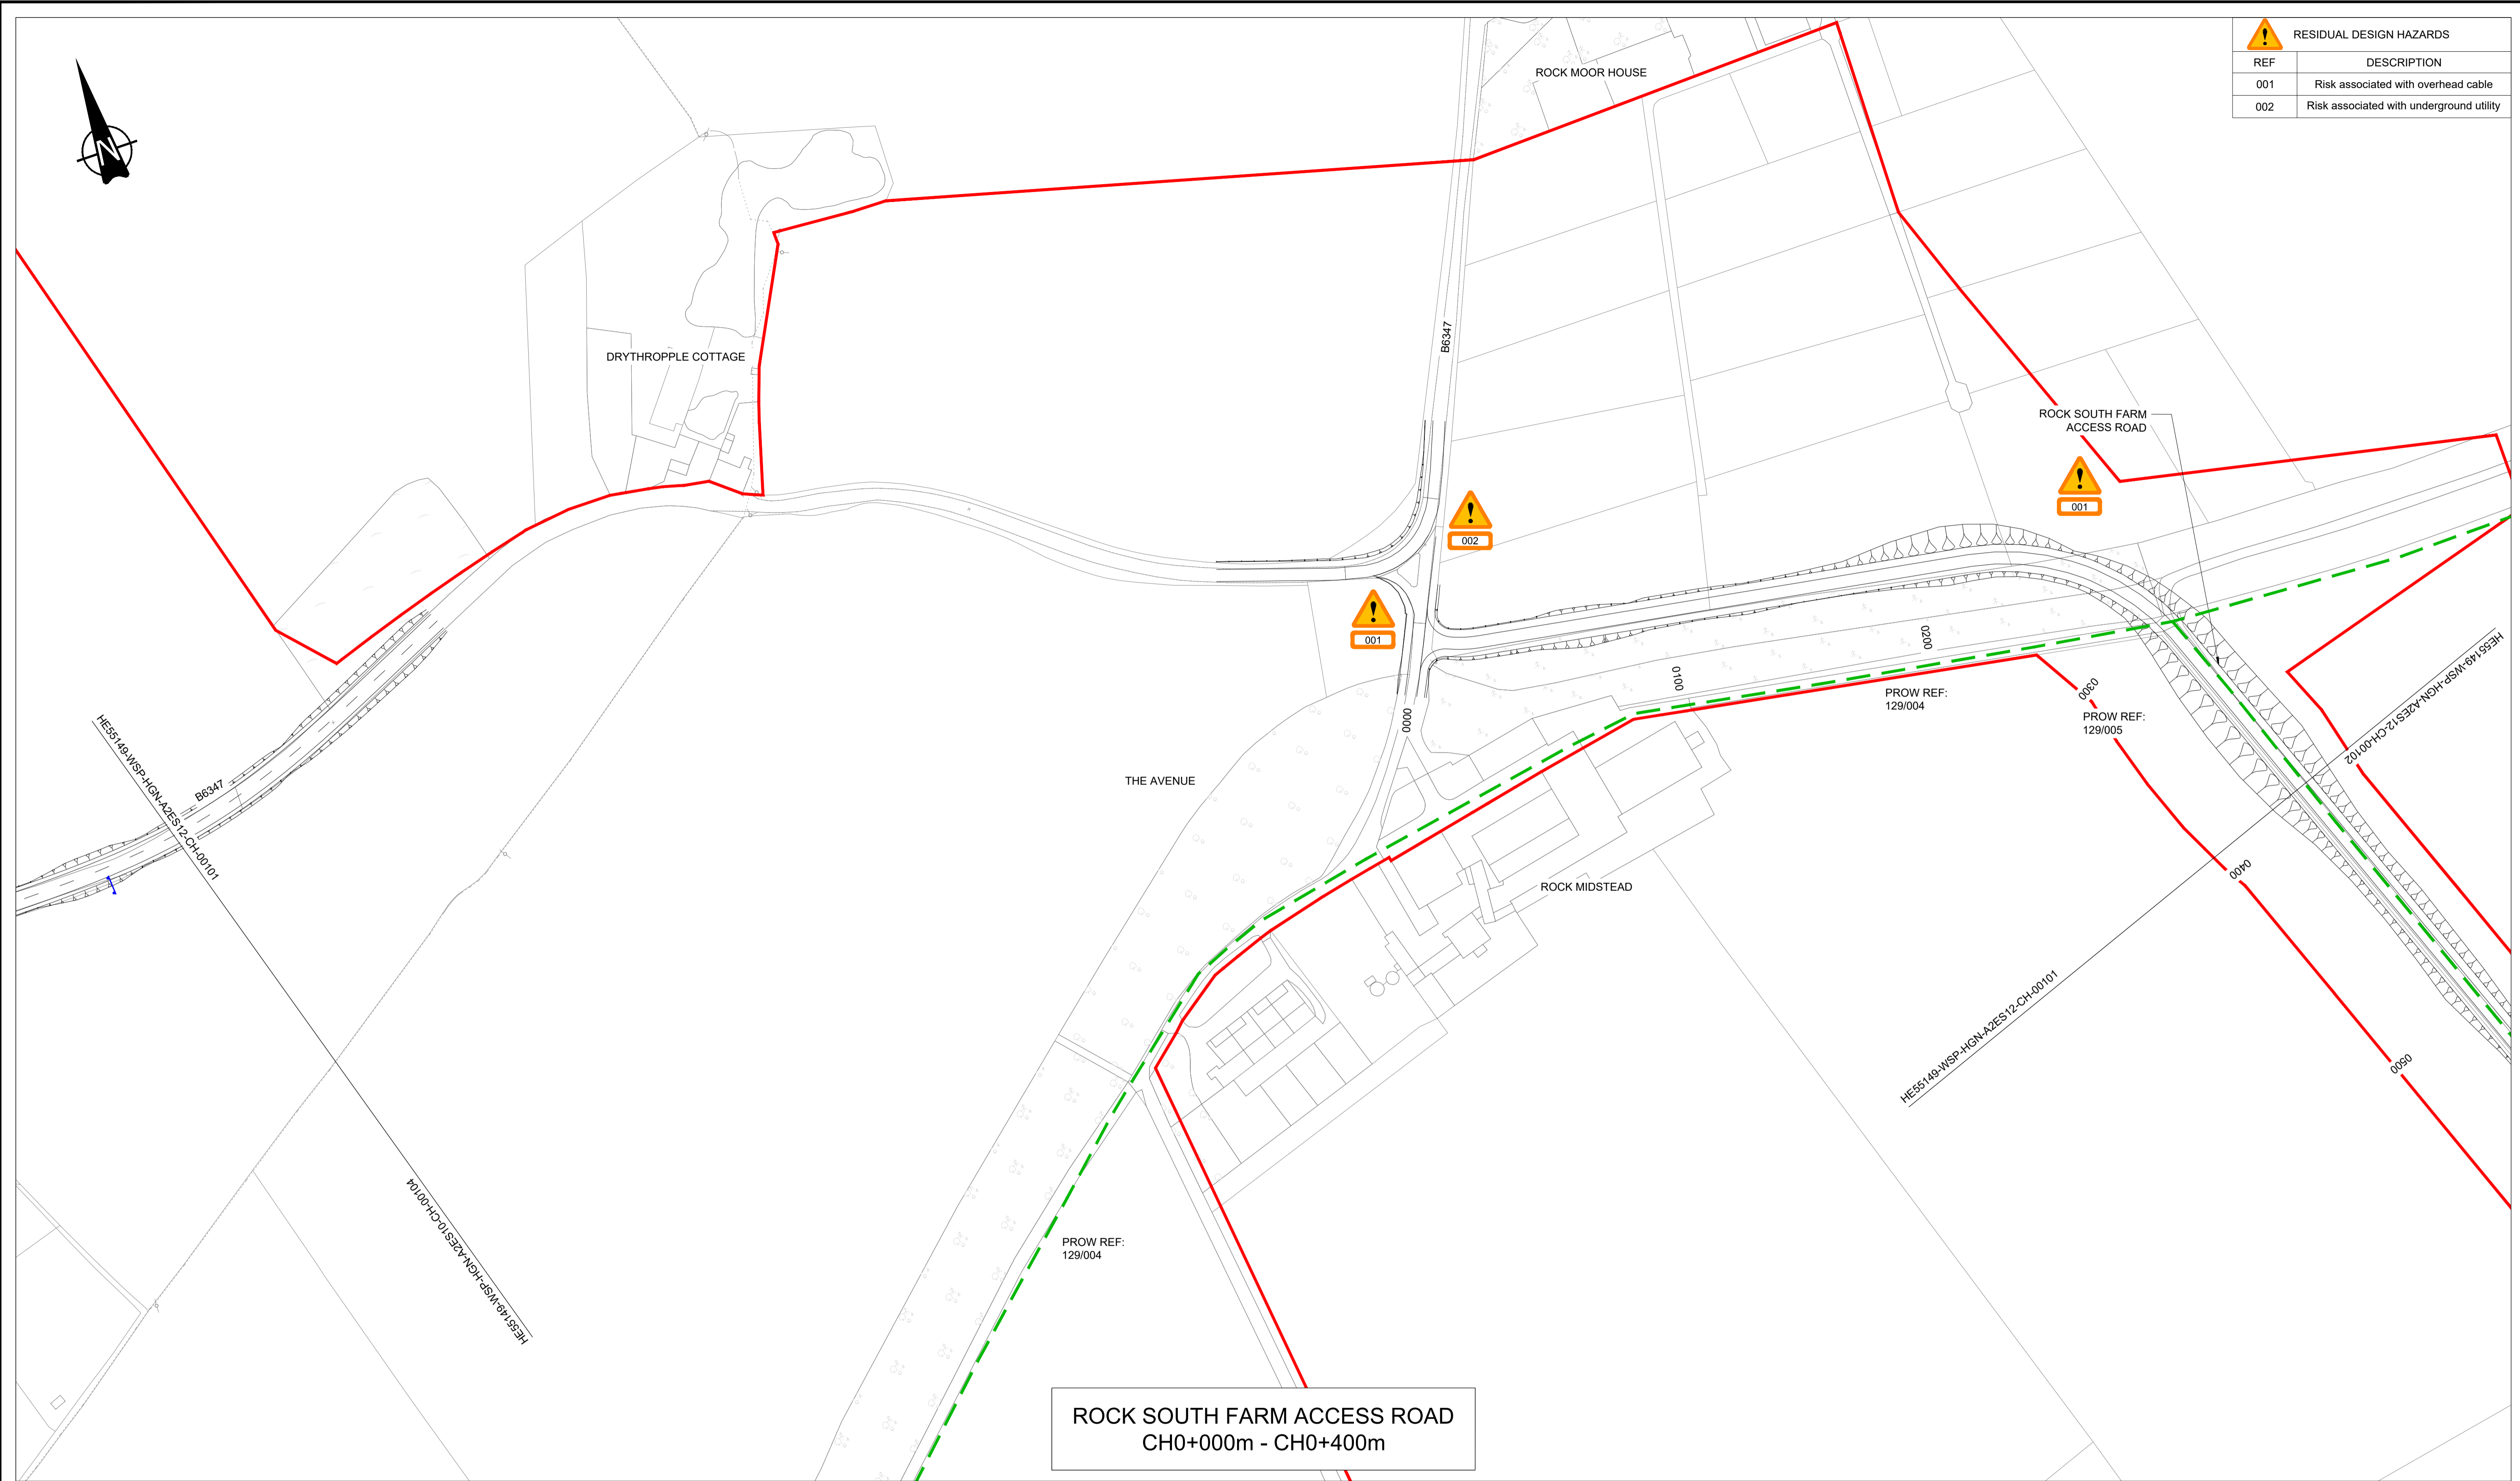 RESIDUAL DESIGN HAZARDS
REF DESCRIPTION
001 Risk associated with overhead cable
002 Risk associated with underground utility
N
ROCK MOOR HOUSE
DRYTHROPPLE COTTAGE
B6347
ROCK SOUTH FARM
ACCESS ROAD
001
002
001
0000
0100
0200
0300
0400
0500
PROW REF:
129/004
PROW REF:
129/005
HE55149-WSP-HGN-A2ES12-CH-00102
HE55149-WSP-HGN-A2ES12-CH-00101
B6347
HE55149-WSP-HGN-A2ES12-CH-00101
HE55149-WSP-HGN-A2ES10-CH-00104
THE AVENUE
ROCK MIDSTEAD
PROW REF:
129/004
ROCK SOUTH FARM ACCESS ROAD
CH0+000m - CH0+400m